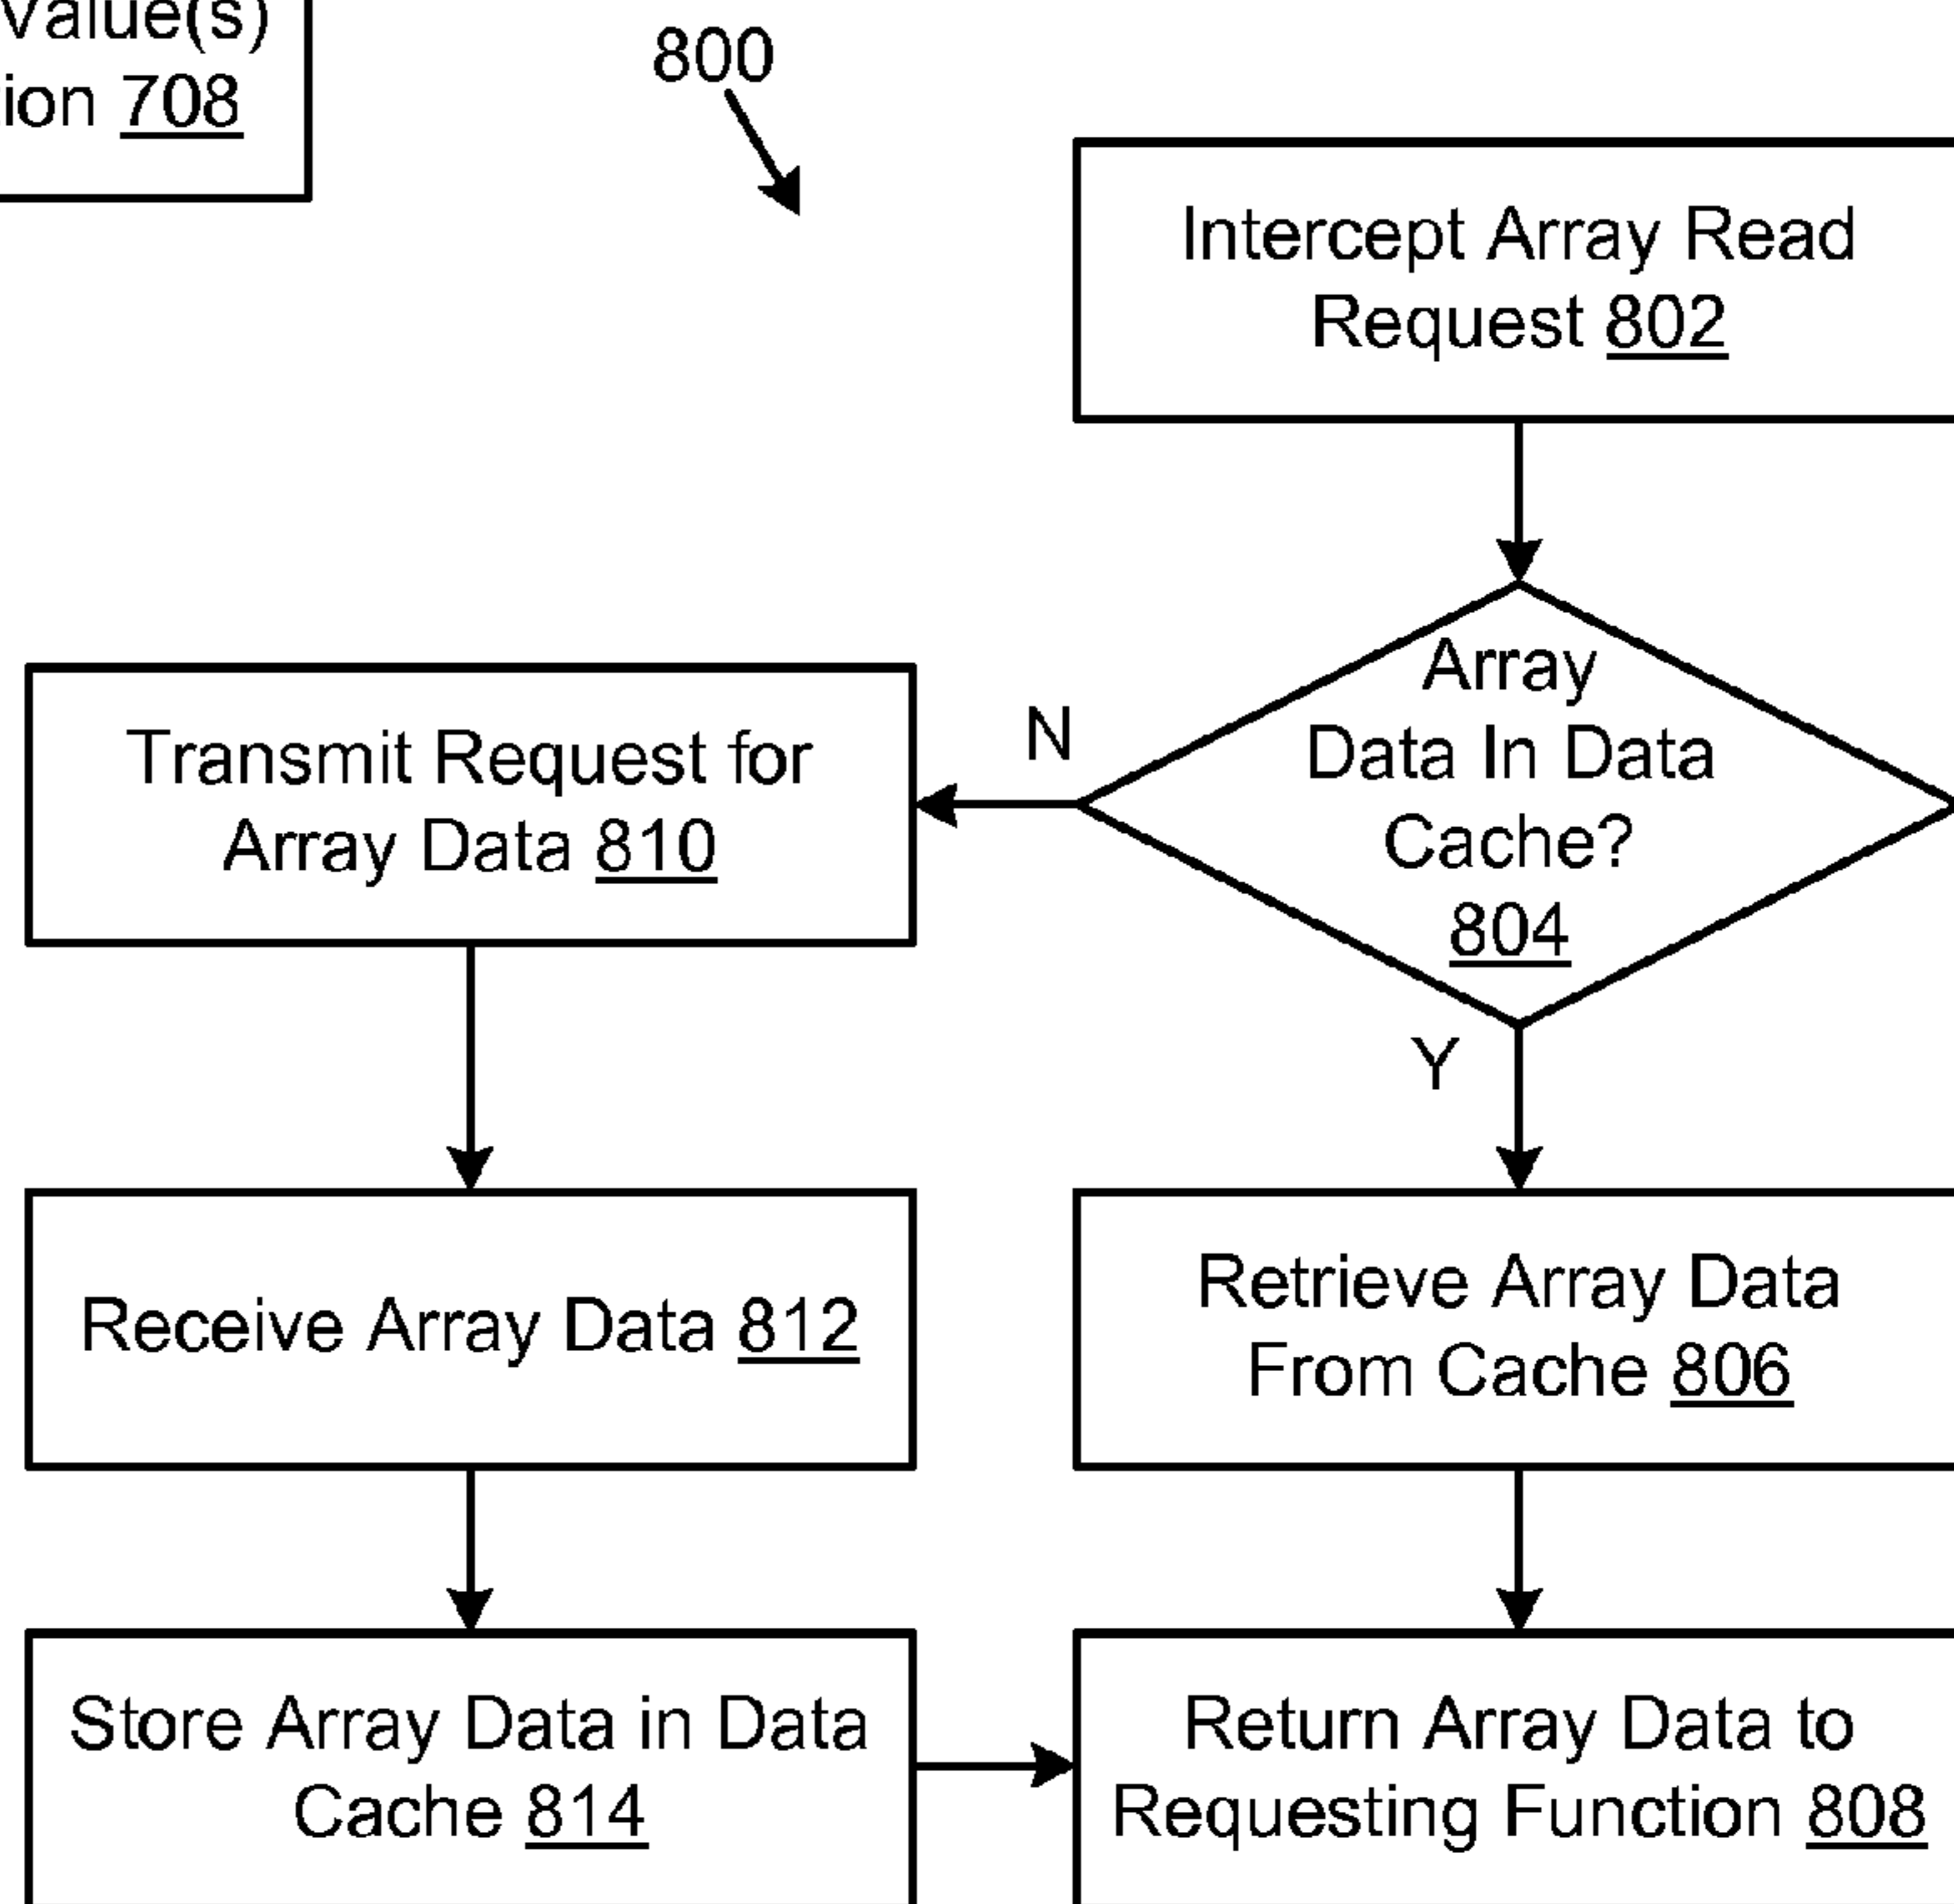 value(s)
ion 708
800
Intercept Array Read
Request 802
Array
Data In Data
Cache?
804
N
Y
Transmit Request for
Array Data 810
Receive Array Data 812
Retrieve Array Data
From Cache 806
Store Array Data in Data
Cache 814
Return Array Data to
Requesting Function 808